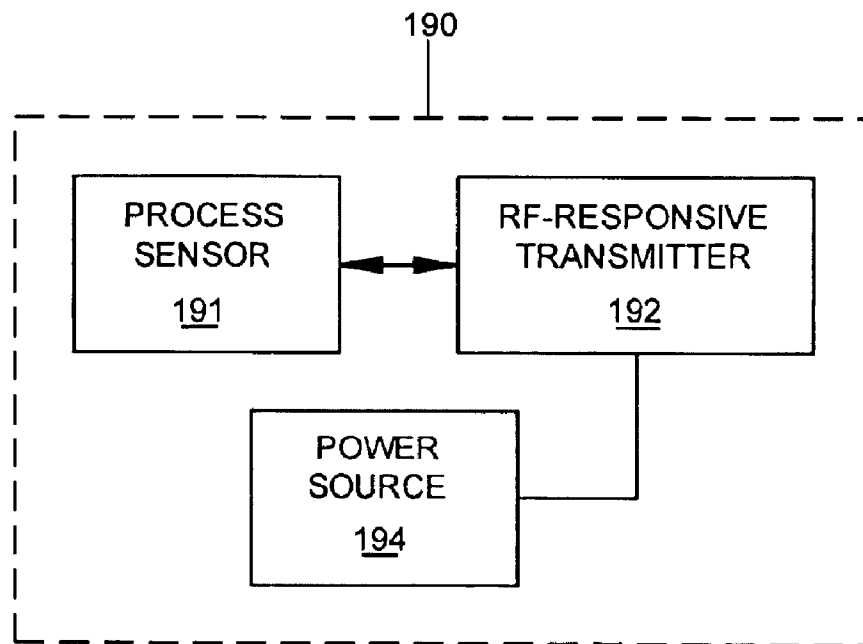 190
PROCESS
SENSOR
191
RF-RESPONSIVE
TRANSMITTER
192
POWER
SOURCE
194